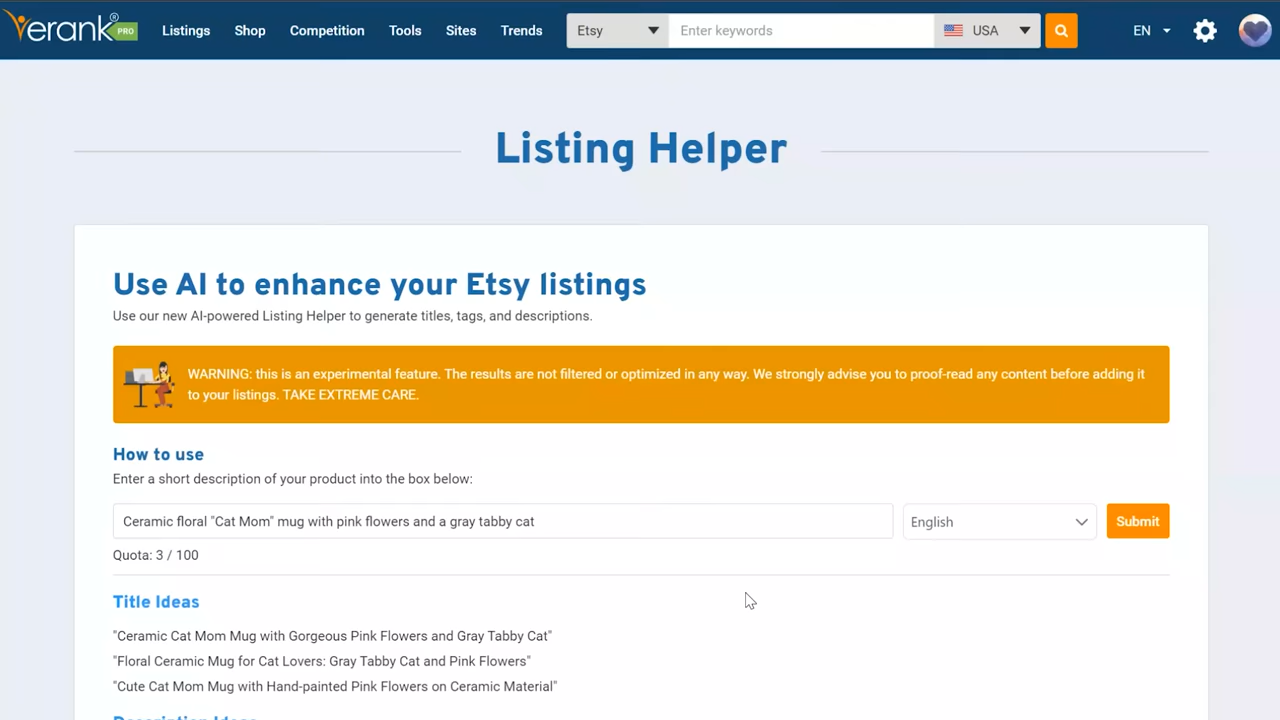 erank® PRO
Listings Shop Competition Tools Sites Trends Etsy Enter keywords USA EN
Listing Helper
Use AI to enhance your Etsy listings
Use our new AI-powered Listing Helper to generate titles, tags, and descriptions.
WARNING: this is an experimental feature. The results are not filtered or optimized in any way. We strongly advise you to proof-read any content before adding it
to your listings. TAKE EXTREME CARE.
How to use
Enter a short description of your product into the box below:
Ceramic floral "Cat Mom" mug with pink flowers and a gray tabby cat English Submit
Quota: 3 / 100
Title Ideas
"Ceramic Cat Mom Mug with Gorgeous Pink Flowers and Gray Tabby Cat"
"Floral Ceramic Mug for Cat Lovers: Gray Tabby Cat and Pink Flowers"
"Cute Cat Mom Mug with Hand-painted Pink Flowers on Ceramic Material"
Description Ideas